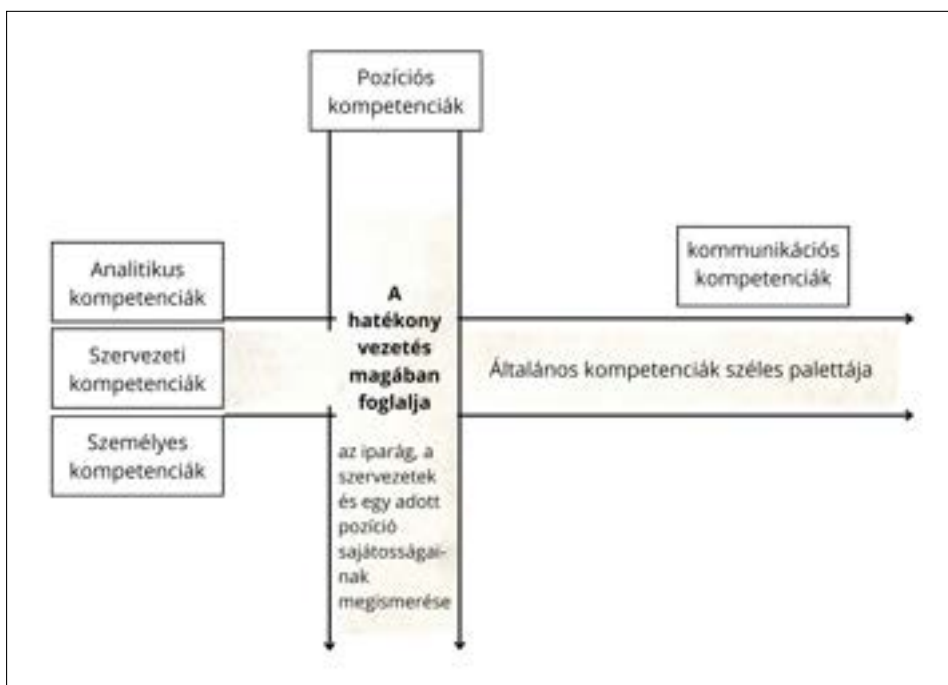 Pozíciós
kompetenciák
Analitikus
kompetenciák
Szervezeti
kompetenciák
Személyes
kompetenciák
A
hatékony
vezetés
magában
foglalja
az iparág, a
szervezetek
és egy adott
pozíció
sajátosságai-
nak
megismerése
kommunikációs
kompetenciák
Általános kompetenciák széles palettája